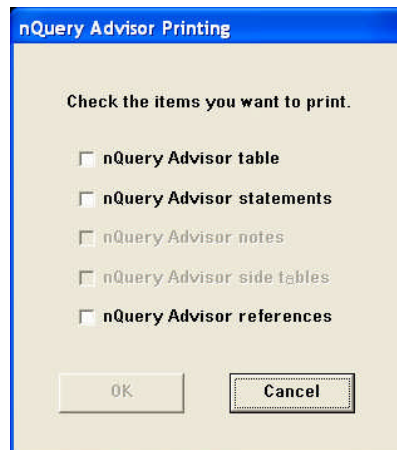 nQuery Advisor Printing
Check the items you want to print.
nQuery Advisor table
nQuery Advisor statements
nQuery Advisor notes
nQuery Advisor side tables
nQuery Advisor references
OK Cancel